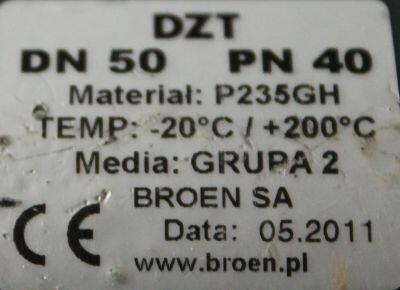 DZT
DN 50 PN 40
Materiał: P235GH
TEMP: -20°C / +200°C
Media: GRUPA 2
BROEN SA
CE Data: 05.2011
www.broen.pl